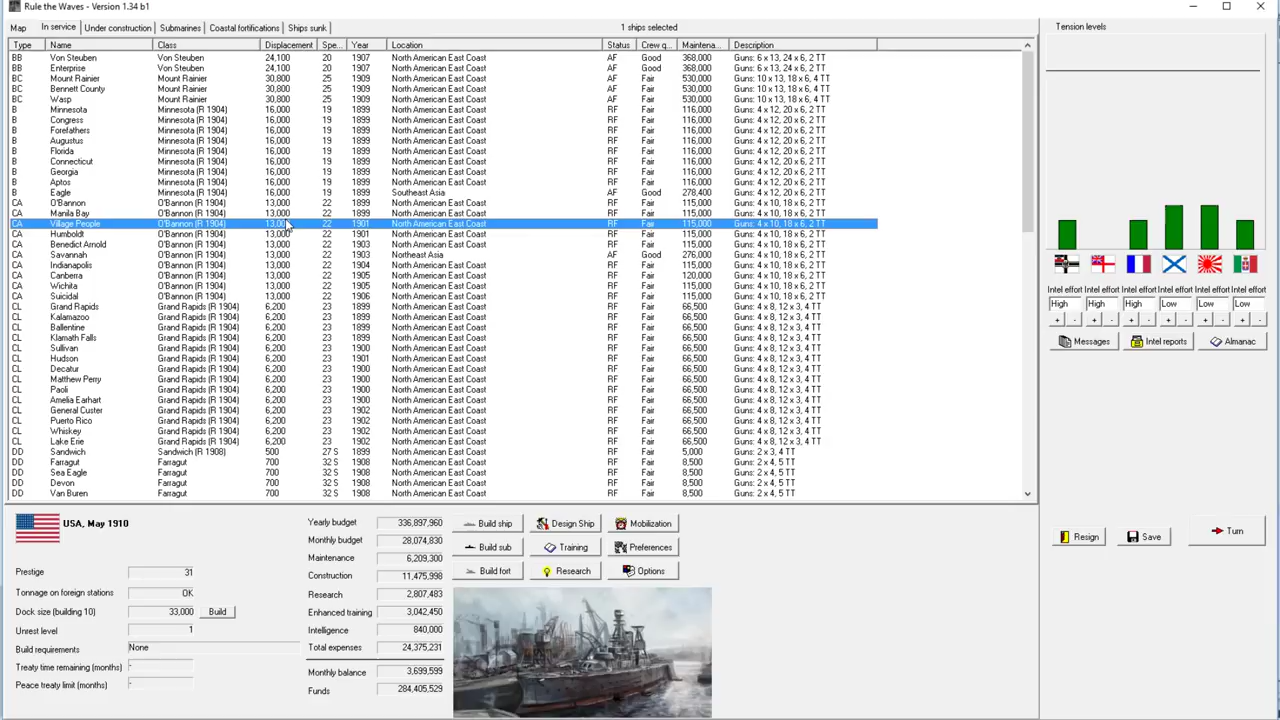 Rule the Waves - Version 1.34 b1
Map In service Under construction Submarines Coastal fortifications Ships sunk 1 ships selected Tension levels
Type Name Class Displacement Spe... Year Location Status Crew q... Maintena... Description
BB Von Steuben Von Steuben 24,100 20 1907 North American East Coast AF Good 368,000 Guns: 6 x 13, 24 x 6, 2 TT
BB Enterprise Von Steuben 24,100 20 1907 North American East Coast AF Good 368,000 Guns: 6 x 13, 24 x 6, 2 TT
BC Mount Rainier Mount Rainier 30,800 25 1909 North American East Coast AF Fair 530,000 Guns: 10 x 13, 18 x 6, 4 TT
BC Bennett County Mount Rainier 30,800 25 1909 North American East Coast AF Fair 530,000 Guns: 10 x 13, 18 x 6, 4 TT
BC Wasp Mount Rainier 30,800 25 1909 North American East Coast AF Fair 530,000 Guns: 10 x 13, 18 x 6, 4 TT
B Minnesota Minnesota (R 1904) 16,000 19 1899 North American East Coast RF Fair 116,000 Guns: 4 x 12, 20 x 6, 2 TT
B Congress Minnesota (R 1904) 16,000 19 1899 North American East Coast RF Fair 116,000 Guns: 4 x 12, 20 x 6, 2 TT
B Forefathers Minnesota (R 1904) 16,000 19 1899 North American East Coast RF Fair 116,000 Guns: 4 x 12, 20 x 6, 2 TT
B Augustus Minnesota (R 1904) 16,000 19 1899 North American East Coast RF Fair 116,000 Guns: 4 x 12, 20 x 6, 2 TT
B Florida Minnesota (R 1904) 16,000 19 1899 North American East Coast RF Fair 116,000 Guns: 4 x 12, 20 x 6, 2 TT
B Connecticut Minnesota (R 1904) 16,000 19 1899 North American East Coast RF Fair 116,000 Guns: 4 x 12, 20 x 6, 2 TT
B Georgia Minnesota (R 1904) 16,000 19 1899 North American East Coast RF Fair 116,000 Guns: 4 x 12, 20 x 6, 2 TT
B Aptos Minnesota (R 1904) 16,000 19 1899 North American East Coast RF Fair 116,000 Guns: 4 x 12, 20 x 6, 2 TT
B Eagle Minnesota (R 1904) 16,000 19 1899 Southeast Asia AF Good 278,400 Guns: 4 x 12, 20 x 6, 2 TT
CA O'Bannon O'Bannon (R 1904) 13,000 22 1899 North American East Coast RF Fair 115,000 Guns: 4 x 10, 18 x 6, 2 TT
CA Manila Bay O'Bannon (R 1904) 13,000 22 1899 North American East Coast RF Fair 115,000 Guns: 4 x 10, 18 x 6, 2 TT
CA Village People O'Bannon (R 1904) 13,000 22 1901 North American East Coast RF Fair 115,000 Guns: 4 x 10, 18 x 6, 2 TT
CA Humboldt O'Bannon (R 1904) 13,000 22 1901 North American East Coast RF Fair 115,000 Guns: 4 x 10, 18 x 6, 2 TT
CA Benedict Arnold O'Bannon (R 1904) 13,000 22 1903 North American East Coast RF Fair 115,000 Guns: 4 x 10, 18 x 6, 2 TT
CA Savannah O'Bannon (R 1904) 13,000 22 1903 Northeast Asia AF Good 276,000 Guns: 4 x 10, 18 x 6, 2 TT
CA Indianapolis O'Bannon (R 1904) 13,000 22 1904 North American East Coast RF Fair 115,000 Guns: 4 x 10, 18 x 6, 2 TT
CA Canberra O'Bannon (R 1904) 13,000 22 1905 North American East Coast RF Fair 120,000 Guns: 4 x 10, 18 x 6, 2 TT
CA Wichita O'Bannon (R 1904) 13,000 22 1905 North American East Coast RF Fair 115,000 Guns: 4 x 10, 18 x 6, 2 TT
CA Suicidal O'Bannon (R 1904) 13,000 22 1906 North American East Coast RF Fair 115,000 Guns: 4 x 10, 18 x 6, 2 TT
CL Grand Rapids Grand Rapids (R 1904) 6,200 23 1899 North American East Coast RF Fair 66,500 Guns: 4 x 8, 12 x 3, 4 TT
CL Kalamazoo Grand Rapids (R 1904) 6,200 23 1899 North American East Coast RF Fair 66,500 Guns: 4 x 8, 12 x 3, 4 TT
CL Ballentine Grand Rapids (R 1904) 6,200 23 1899 North American East Coast RF Fair 66,500 Guns: 4 x 8, 12 x 3, 4 TT
CL Klamath Falls Grand Rapids (R 1904) 6,200 23 1899 North American East Coast RF Fair 66,500 Guns: 4 x 8, 12 x 3, 4 TT
CL Sullivan Grand Rapids (R 1904) 6,200 23 1900 North American East Coast RF Fair 66,500 Guns: 4 x 8, 12 x 3, 4 TT
CL Hudson Grand Rapids (R 1904) 6,200 23 1901 North American East Coast RF Fair 66,500 Guns: 4 x 8, 12 x 3, 4 TT
CL Decatur Grand Rapids (R 1904) 6,200 23 1900 North American East Coast RF Fair 66,500 Guns: 4 x 8, 12 x 3, 4 TT
CL Matthew Perry Grand Rapids (R 1904) 6,200 23 1900 North American East Coast RF Fair 66,500 Guns: 4 x 8, 12 x 3, 4 TT
CL Paoli Grand Rapids (R 1904) 6,200 23 1900 North American East Coast RF Fair 66,500 Guns: 4 x 8, 12 x 3, 4 TT
CL Amelia Earhart Grand Rapids (R 1904) 6,200 23 1900 North American East Coast RF Fair 66,500 Guns: 4 x 8, 12 x 3, 4 TT
CL General Custer Grand Rapids (R 1904) 6,200 23 1902 North American East Coast RF Fair 66,500 Guns: 4 x 8, 12 x 3, 4 TT
CL Puerto Rico Grand Rapids (R 1904) 6,200 23 1902 North American East Coast RF Fair 66,500 Guns: 4 x 8, 12 x 3, 4 TT
CL Whiskey Grand Rapids (R 1904) 6,200 23 1902 North American East Coast RF Fair 66,500 Guns: 4 x 8, 12 x 3, 4 TT
CL Lake Erie Grand Rapids (R 1904) 6,200 23 1902 North American East Coast RF Fair 66,500 Guns: 4 x 8, 12 x 3, 4 TT
DD Sandwich Sandwich (R 1908) 500 27 S 1899 North American East Coast RF Fair 5,000 Guns: 2 x 3, 4 TT
DD Farragut Farragut 700 32 S 1908 North American East Coast RF Fair 8,500 Guns: 2 x 4, 5 TT
DD Sea Eagle Farragut 700 32 S 1908 North American East Coast RF Fair 8,500 Guns: 2 x 4, 5 TT
DD Devon Farragut 700 32 S 1908 North American East Coast RF Fair 8,500 Guns: 2 x 4, 5 TT
DD Van Buren Farragut 700 32 S 1908 North American East Coast RF Fair 8,500 Guns: 2 x 4, 5 TT
Intel effort Intel effort Intel effort Intel effort Intel effort Intel effort
High High High Low Low Low
+ - + - + - + - + - + -
Messages Intel reports Almanac
USA, May 1910
Prestige 31
Tonnage on foreign stations OK
Dock size (building 10) 33,000 Build
Unrest level 1
Build requirements None
Treaty time remaining (months) -
Peace treaty limit (months) -
Yearly budget 336,897,960
Monthly budget 28,074,830
Maintenance 6,209,300
Construction 11,475,998
Research 2,807,483
Enhanced training 3,042,450
Intelligence 840,000
Total expenses 24,375,231
Monthly balance 3,699,599
Funds 284,405,529
Build ship Design Ship Mobilization
Build sub Training Preferences
Build fort Research Options
Resign Save Turn